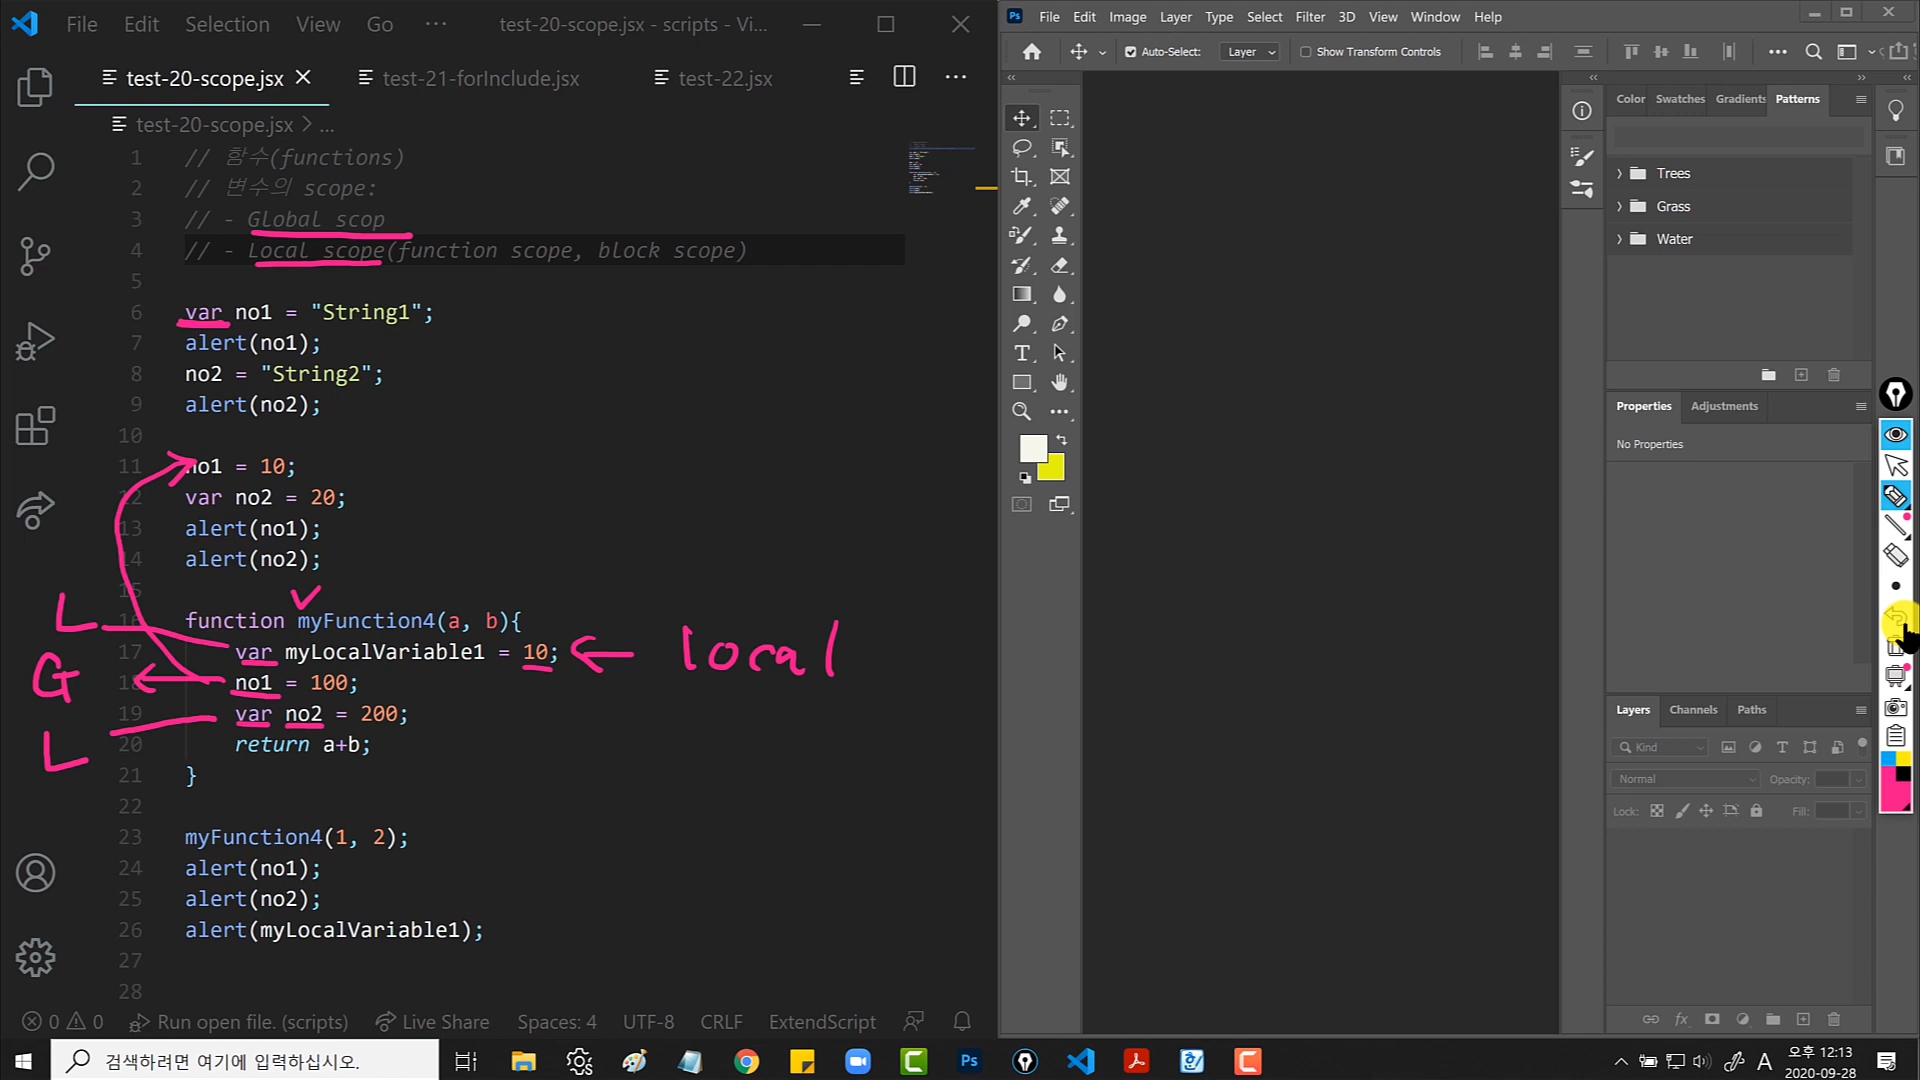 File Edit Selection View Go ··· test-20-scope.jsx - scripts - Vi...
test-20-scope.jsx test-21-forInclude.jsx test-22.jsx
test-20-scope.jsx > ...
1 // 함수(functions)
2 // 변수의 scope:
3 // - Global scop
4 // - Local scope(function scope, block scope)
5
6 var no1 = "String1";
7 alert(no1);
8 no2 = "String2";
9 alert(no2);
10
11 no1 = 10;
12 var no2 = 20;
13 alert(no1);
14 alert(no2);
15
16 function myFunction4(a, b){
17 var myLocalVariable1 = 10;
18 no1 = 100;
19 var no2 = 200;
20 return a+b;
21 }
22
23 myFunction4(1, 2);
24 alert(no1);
25 alert(no2);
26 alert(myLocalVariable1);
27
28
L
G
L
local
0 0 Run open file. (scripts) Live Share Spaces: 4 UTF-8 CRLF ExtendScript
Ps File Edit Image Layer Type Select Filter 3D View Window Help
Auto-Select: Layer Show Transform Controls
Color Swatches Gradients Patterns
Trees
Grass
Water
Properties Adjustments
No Properties
Layers Channels Paths
Kind
Normal Opacity:
Lock: Fill:
검색하려면 여기에 입력하십시오.
Ps
A
오후 12:13
2020-09-28